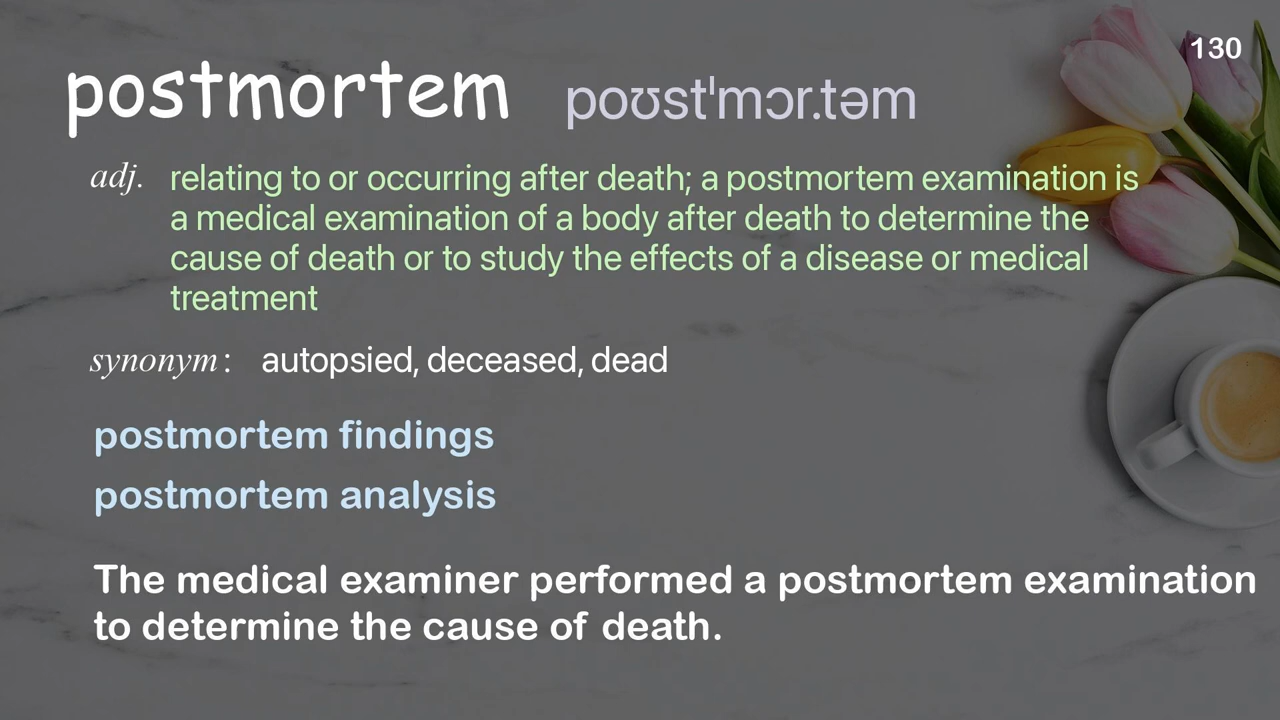 130
postmortem poʊst'mɔr.təm
adj. relating to or occurring after death; a postmortem examination is
a medical examination of a body after death to determine the
cause of death or to study the effects of a disease or medical
treatment
synonym: autopsied, deceased, dead
postmortem findings
postmortem analysis
The medical examiner performed a postmortem examination
to determine the cause of death.